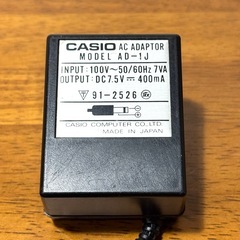 CASIO AC ADAPTOR
MODEL AD-1J
INPUT: 100V~50/60Hz 7VA
OUTPUT: DC7.5V ⎓ 400mA
91-2526
CASIO COMPUTER CO.,LTD.
MADE IN JAPAN